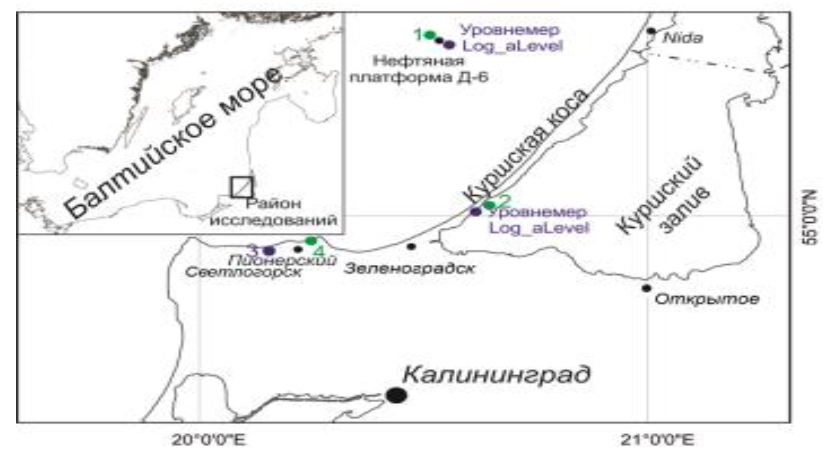 Балтийское море
Район
исследований
1
Уровнемер
Log_aLevel
Нефтяная
платформа Д-6
Nida
Куршская коса
2
Уровнемер
Log_aLevel
Куршский
залив
55°0'0"N
3
4
Пионерский
Светлогорск
Зеленоградск
Открытое
Калининград
20°0'0"E
21°0'0"E